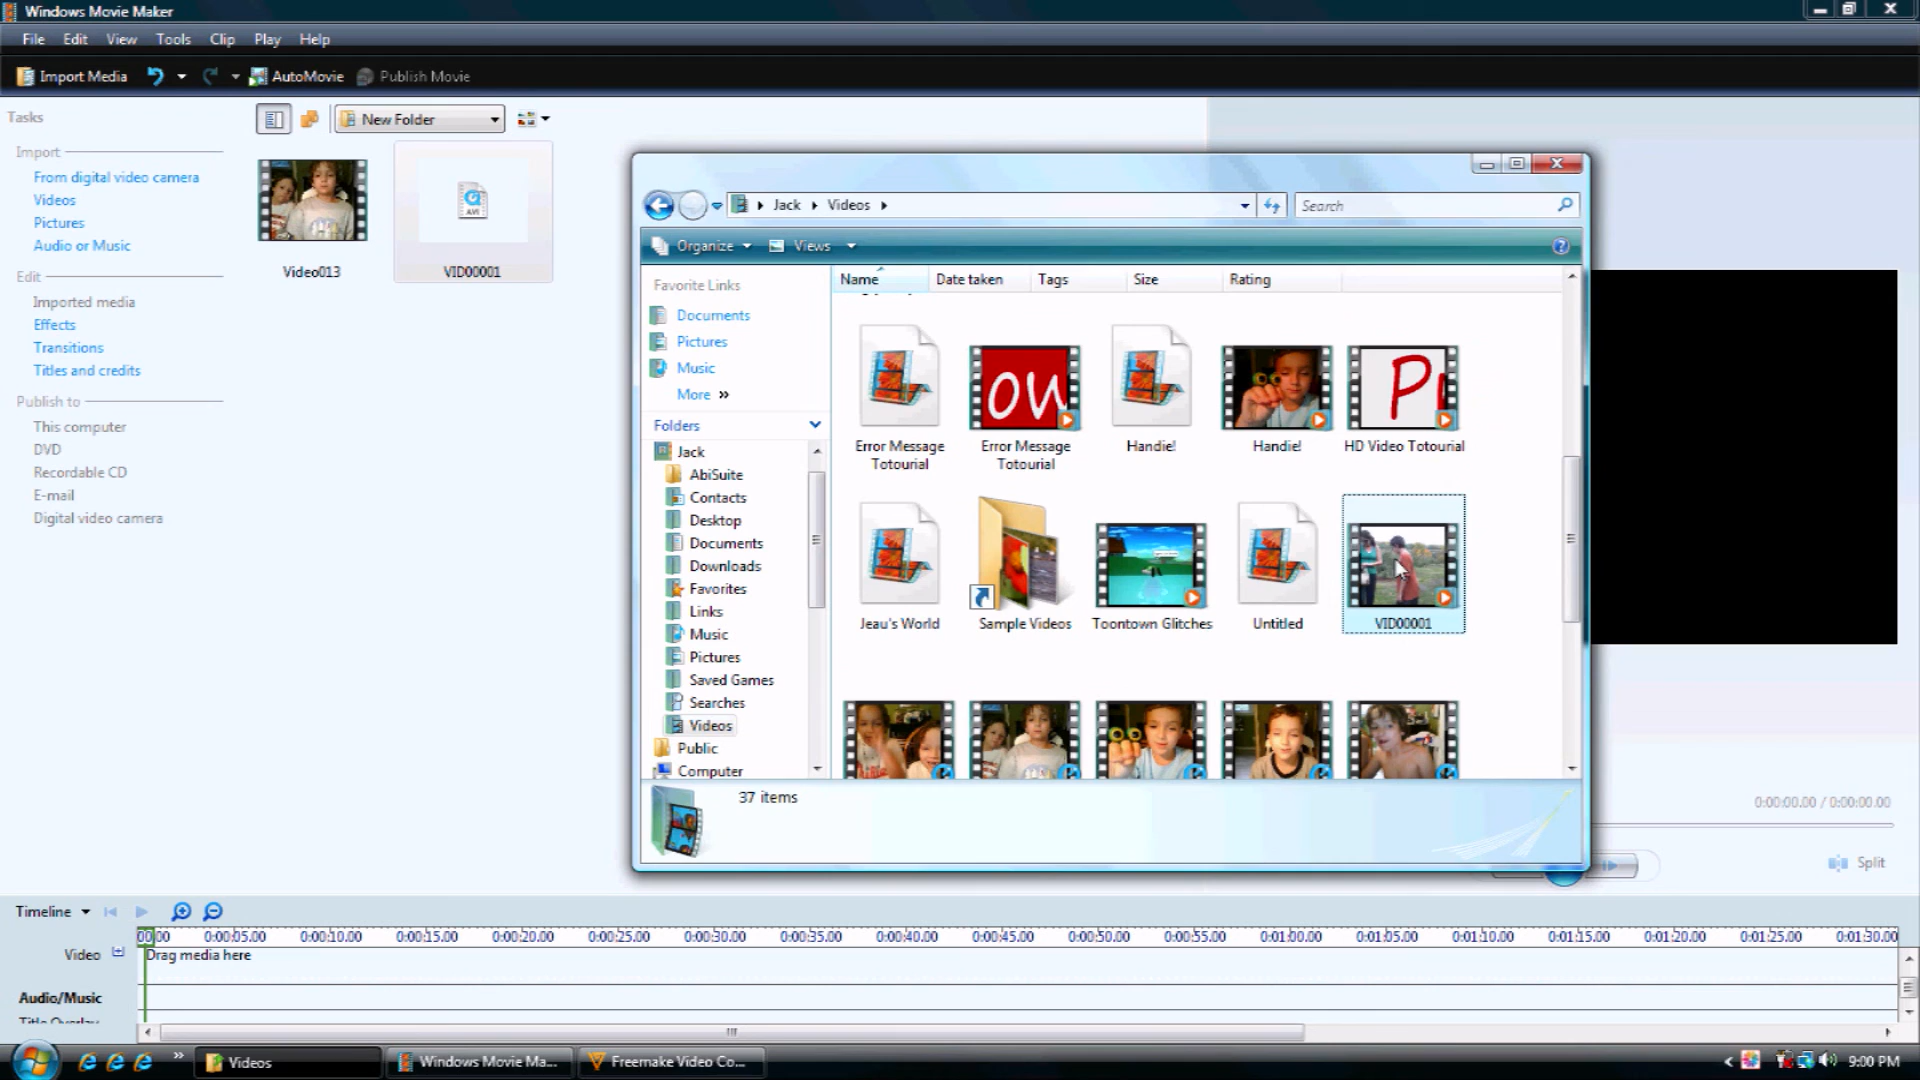 Windows Movie Maker
File Edit View Tools Clip Play Help
Import Media AutoMovie Publish Movie
Tasks
New Folder
Import
From digital video camera
Videos
Pictures
Audio or Music
Edit
Imported media
Effects
Transitions
Titles and credits
Publish to
This computer
DVD
Recordable CD
E-mail
Digital video camera
AVI
Video013 VID00001
Jack Videos Search
Organize Views
Favorite Links
Documents
Pictures
Music
More »
Folders
Jack
AbiSuite
Contacts
Desktop
Documents
Downloads
Favorites
Links
Music
Pictures
Saved Games
Searches
Videos
Public
Computer
Name Date taken Tags Size Rating
ow
P
Error Message Totourial
Error Message Totourial
Handie!
Handie!
HD Video Totourial
Jeau's World
Sample Videos
Toontown Glitches
Untitled
VID00001
37 items
0:00:00.00 / 0:00:00.00
Split
Timeline
00.00 0:00:05.00 0:00:10.00 0:00:15.00 0:00:20.00 0:00:25.00 0:00:30.00 0:00:35.00 0:00:40.00 0:00:45.00 0:00:50.00 0:00:55.00 0:01:00.00 0:01:05.00 0:01:10.00 0:01:15.00 0:01:20.00 0:01:25.00 0:01:30.00
Video
Drag media here
Audio/Music
Title Overlay
» Videos Windows Movie Ma... Freemake Video Co... < 9:00 PM